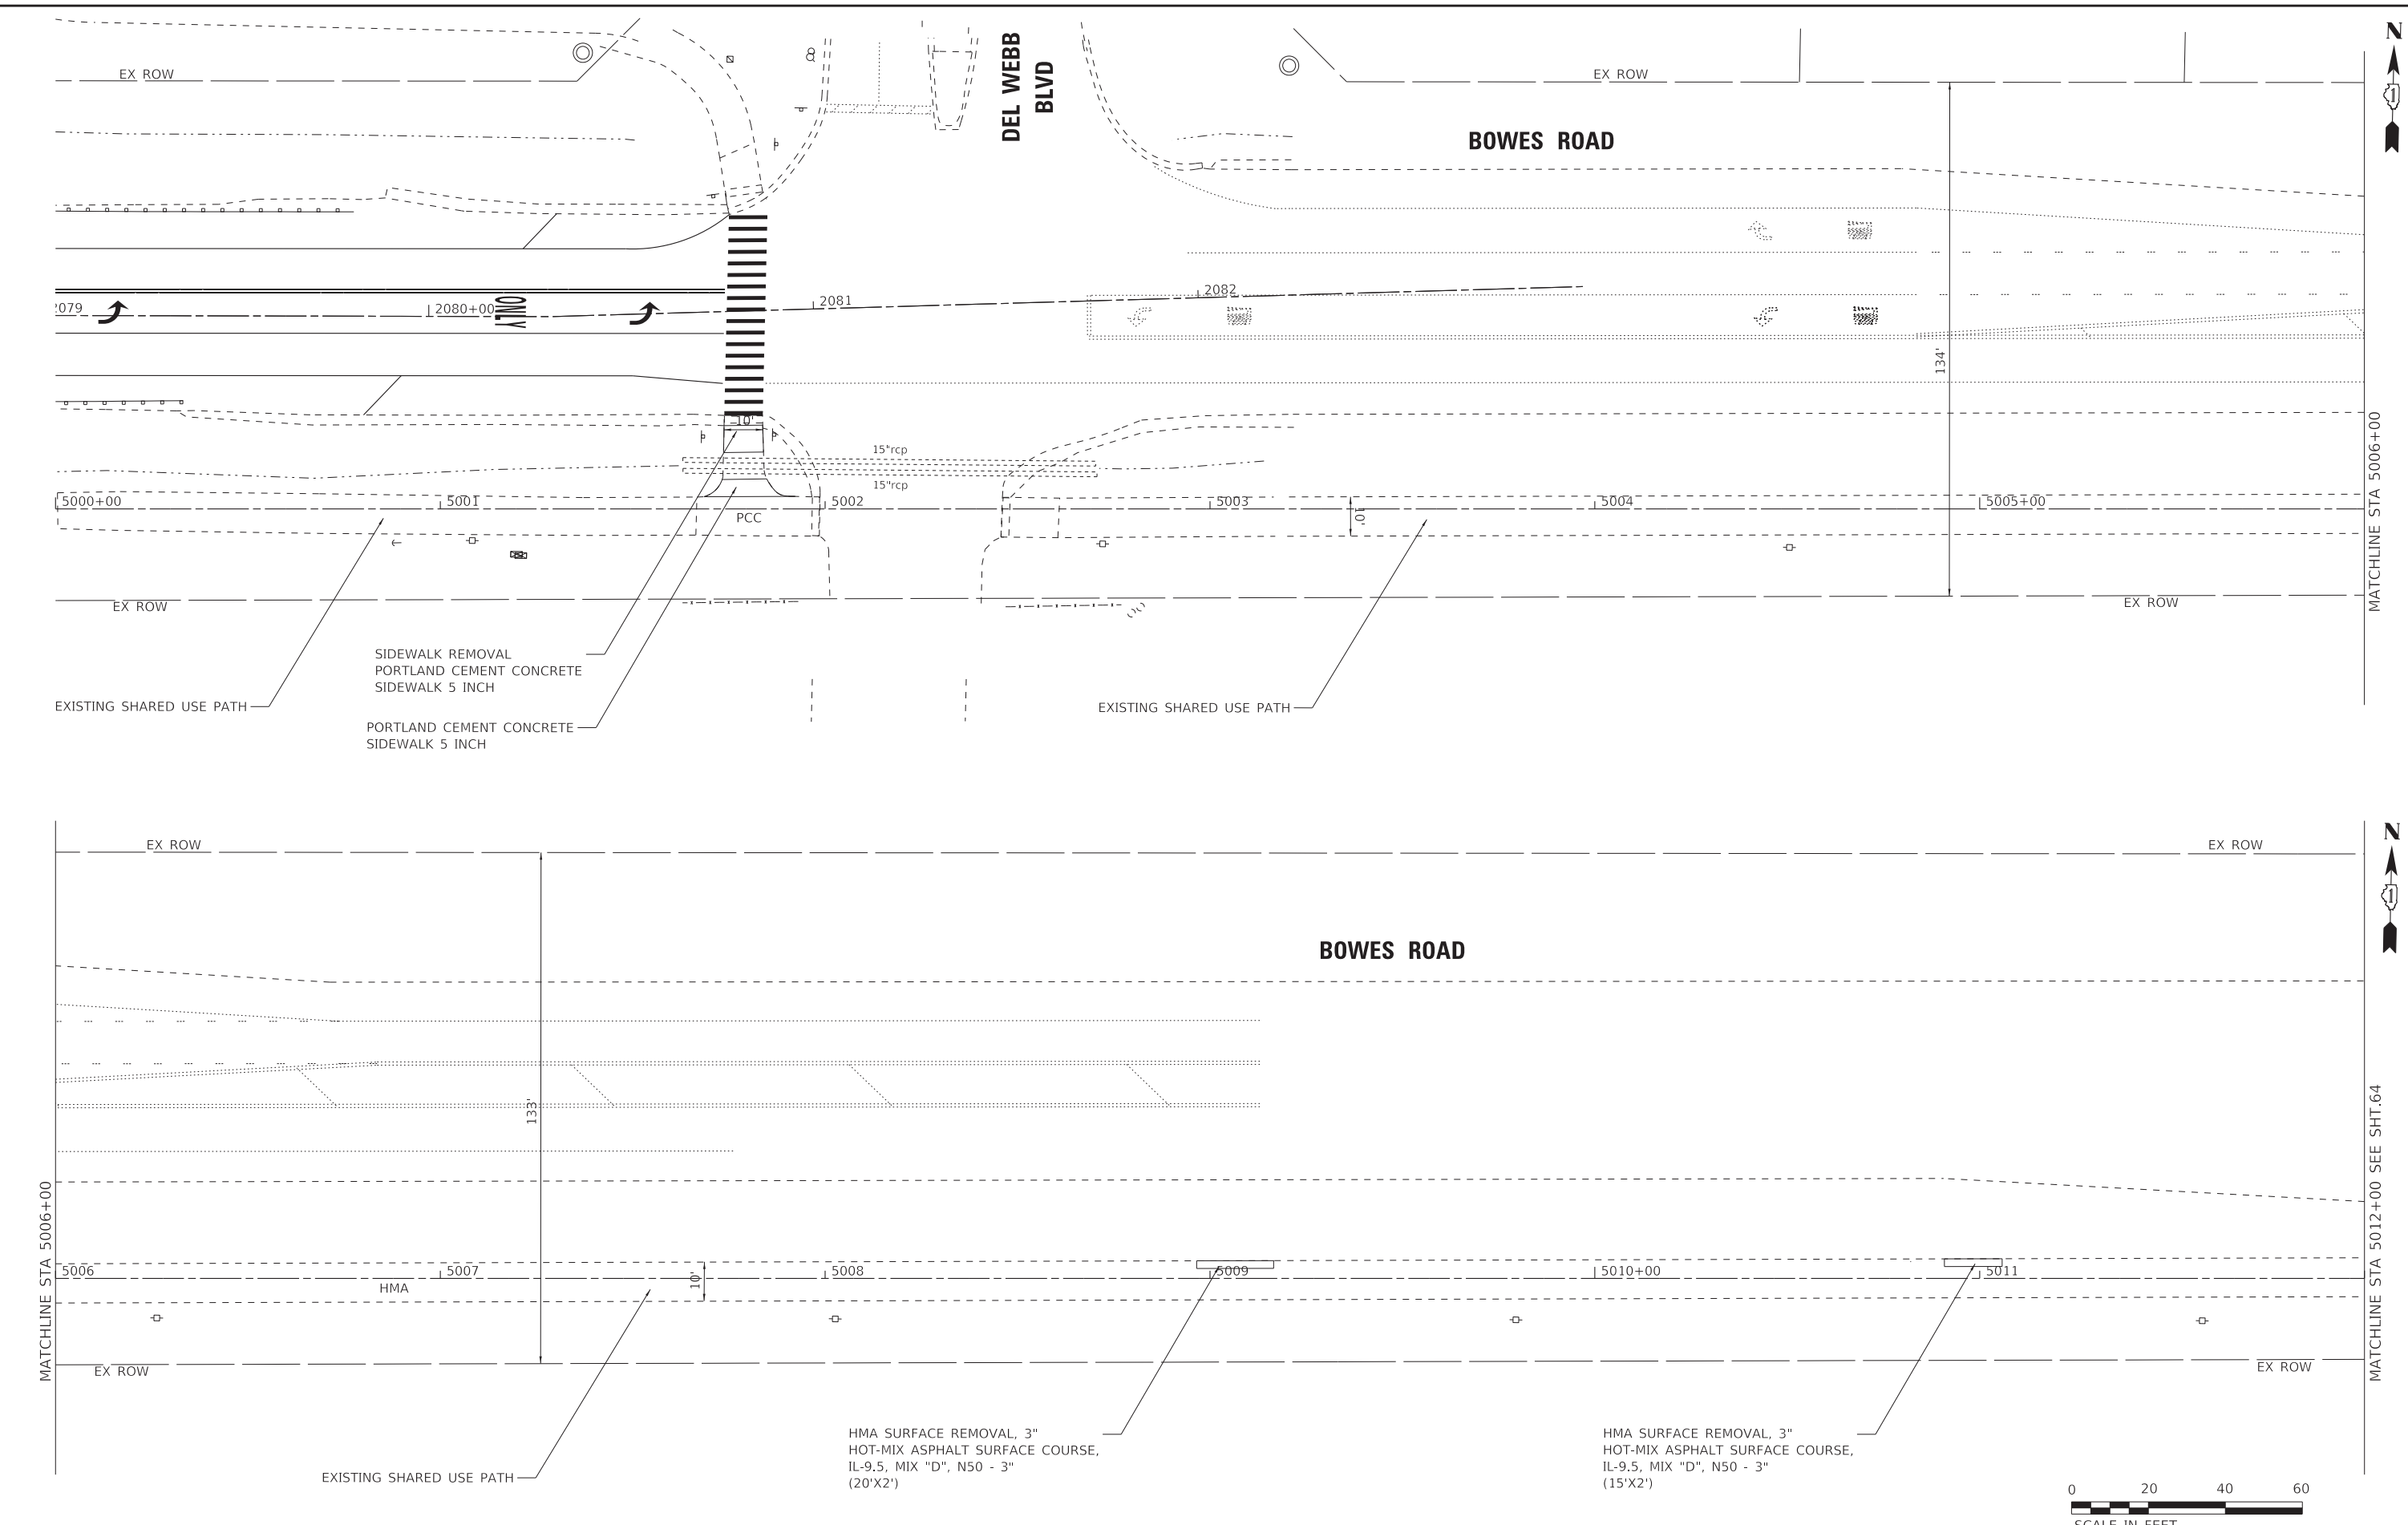 EX ROW
DEL WEBB
BLVD
EX ROW
N
1
BOWES ROAD
2079
2080+00
ONLY
2081
2082
134'
10'
15"rcp
15"rcp
5000+00
5001
5002
5003
5004
5005+00
PCC
10'
MATCHLINE STA 5006+00
EX ROW
EX ROW
SIDEWALK REMOVAL
PORTLAND CEMENT CONCRETE
SIDEWALK 5 INCH
EXISTING SHARED USE PATH
EXISTING SHARED USE PATH
PORTLAND CEMENT CONCRETE
SIDEWALK 5 INCH
EX ROW
EX ROW
N
1
BOWES ROAD
133'
MATCHLINE STA 5006+00
5006
5007
5008
5009
5010+00
5011
HMA
10'
MATCHLINE STA 5012+00 SEE SHT.64
EX ROW
EX ROW
HMA SURFACE REMOVAL, 3"
HOT-MIX ASPHALT SURFACE COURSE,
IL-9.5, MIX "D", N50 - 3"
(20'X2')
HMA SURFACE REMOVAL, 3"
HOT-MIX ASPHALT SURFACE COURSE,
IL-9.5, MIX "D", N50 - 3"
(15'X2')
EXISTING SHARED USE PATH
0 20 40 60
SCALE IN FEET